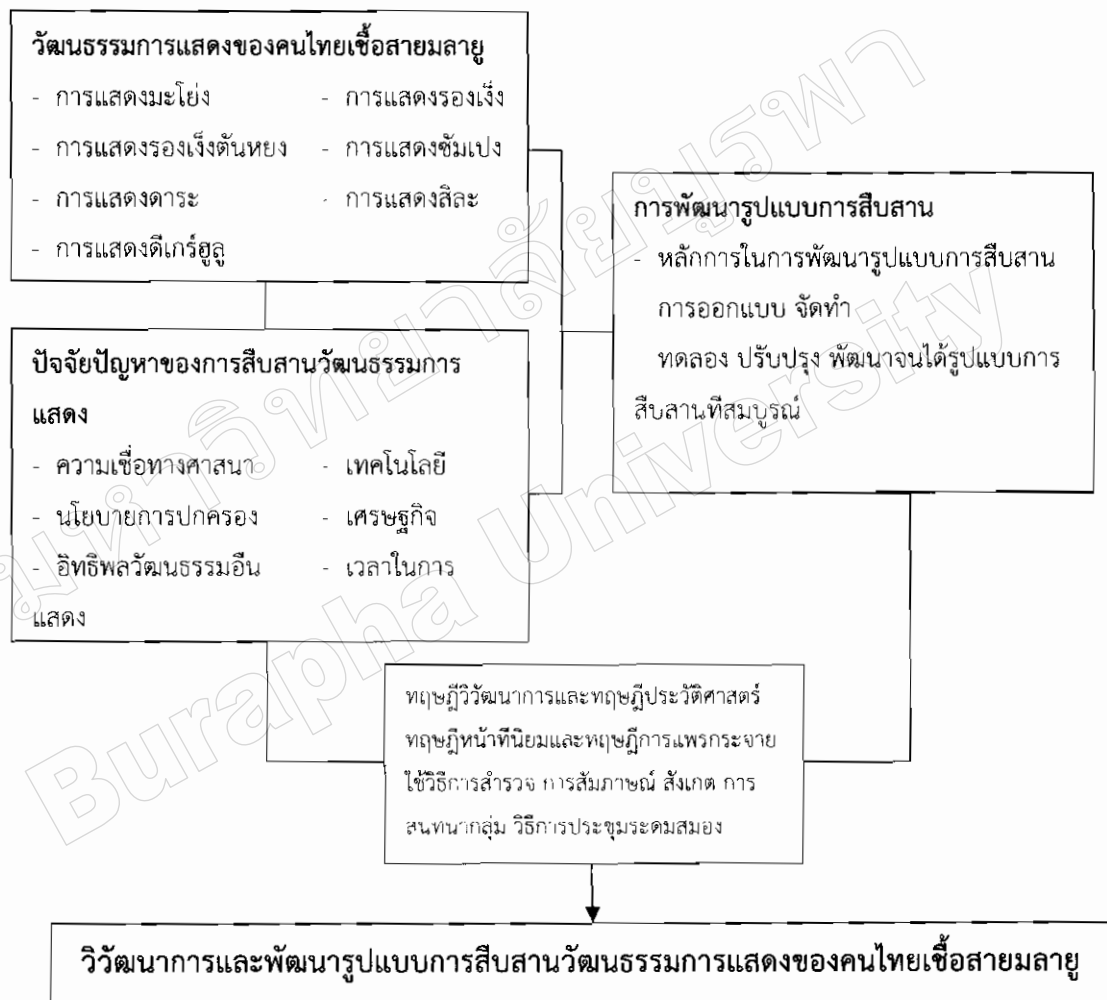 วัฒนธรรมการแสดงของคนไทยเชื้อสายมลายู
- การแสดงมะโย่ง - การแสดงรองเง็ง
- การแสดงรองเง็งตันหยง - การแสดงซัมเปง
- การแสดงดาระ - การแสดงสิละ
- การแสดงดีเกร์ฮูลู
ปัจจัยปัญหาของการสืบสานวัฒนธรรมการ
แสดง
- ความเชื่อทางศาสนา - เทคโนโลยี
- นโยบายการปกครอง - เศรษฐกิจ
- อิทธิพลวัฒนธรรมอื่น - เวลาในการ
แสดง
การพัฒนารูปแบบการสืบสาน
- หลักการในการพัฒนารูปแบบการสืบสาน
การออกแบบ จัดทำ
ทดลอง ปรับปรุง พัฒนาจนได้รูปแบบการ
สืบสานที่สมบูรณ์
ทฤษฎีวิวัฒนาการและทฤษฎีประวัติศาสตร์
ทฤษฎีหน้าที่นิยมและทฤษฎีการแพรกระจาย
ใช้วิธีการสำรวจ การสัมภาษณ์ สังเกต การ
สนทนากลุ่ม วิธีการประชุมระดมสมอง
วิวัฒนาการและพัฒนารูปแบบการสืบสานวัฒนธรรมการแสดงของคนไทยเชื้อสายมลายู
มหาวิทยาลัยบูรพา
Burapha University